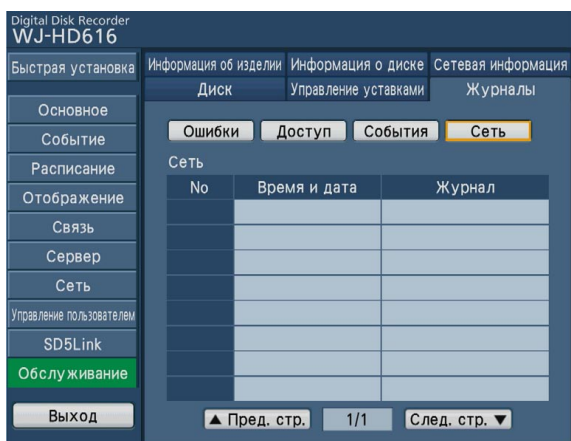 Digital Disk Recorder
WJ-HD616
Быстрая установка
Основное
Событие
Расписание
Отображение
Связь
Сервер
Сеть
Управление пользователем
SD5Link
Обслуживание
Выход
Информация об изделии Информация о диске Сетевая информация
Диск Управление уставками Журналы
Ошибки Доступ События Сеть
Сеть
No Время и дата Журнал
▲ Пред. стр. 1/1 След. стр. ▼